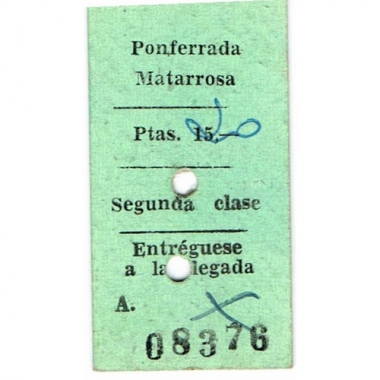 Ponferrada
Matarrosa
Ptas. 15.—
Segunda clase
Entréguese
a la llegada
A.
08376